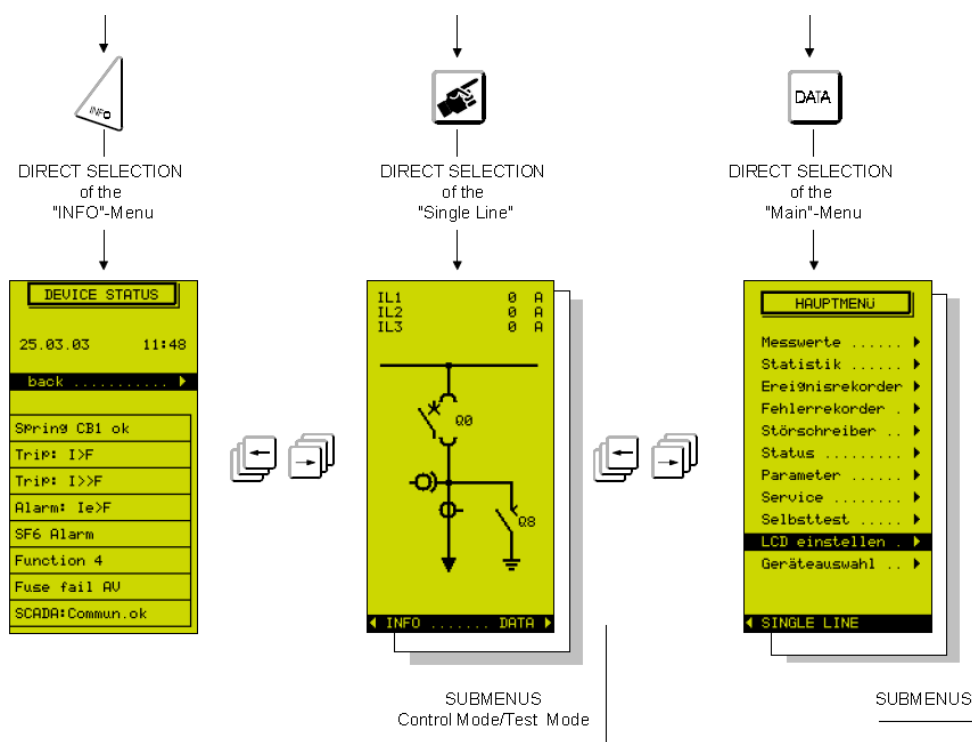 INFO
DATA
DIRECT SELECTION
of the
"INFO"-Menu
DIRECT SELECTION
of the
"Single Line"
DIRECT SELECTION
of the
"Main"-Menu
DEVICE STATUS
25.03.03 11:48
back ...........
Spring CB1 ok
Trip: I>F
Trip: I>>F
Alarm: Ie>F
SF6 Alarm
Function 4
Fuse fail AV
SCADA:Commun.ok
IL1 0 A
IL2 0 A
IL3 0 A
Q0
Q8
INFO ....... DATA
HAUPTMENÜ
Messwerte ......
Statistik ......
Ereignisrekorder
Fehlerrekorder .
Störschreiber ..
Status .........
Parameter ......
Service ........
Selbsttest .....
LCD einstellen .
Geräteauswahl ..
SINGLE LINE
SUBMENUS
Control Mode/Test Mode
SUBMENUS